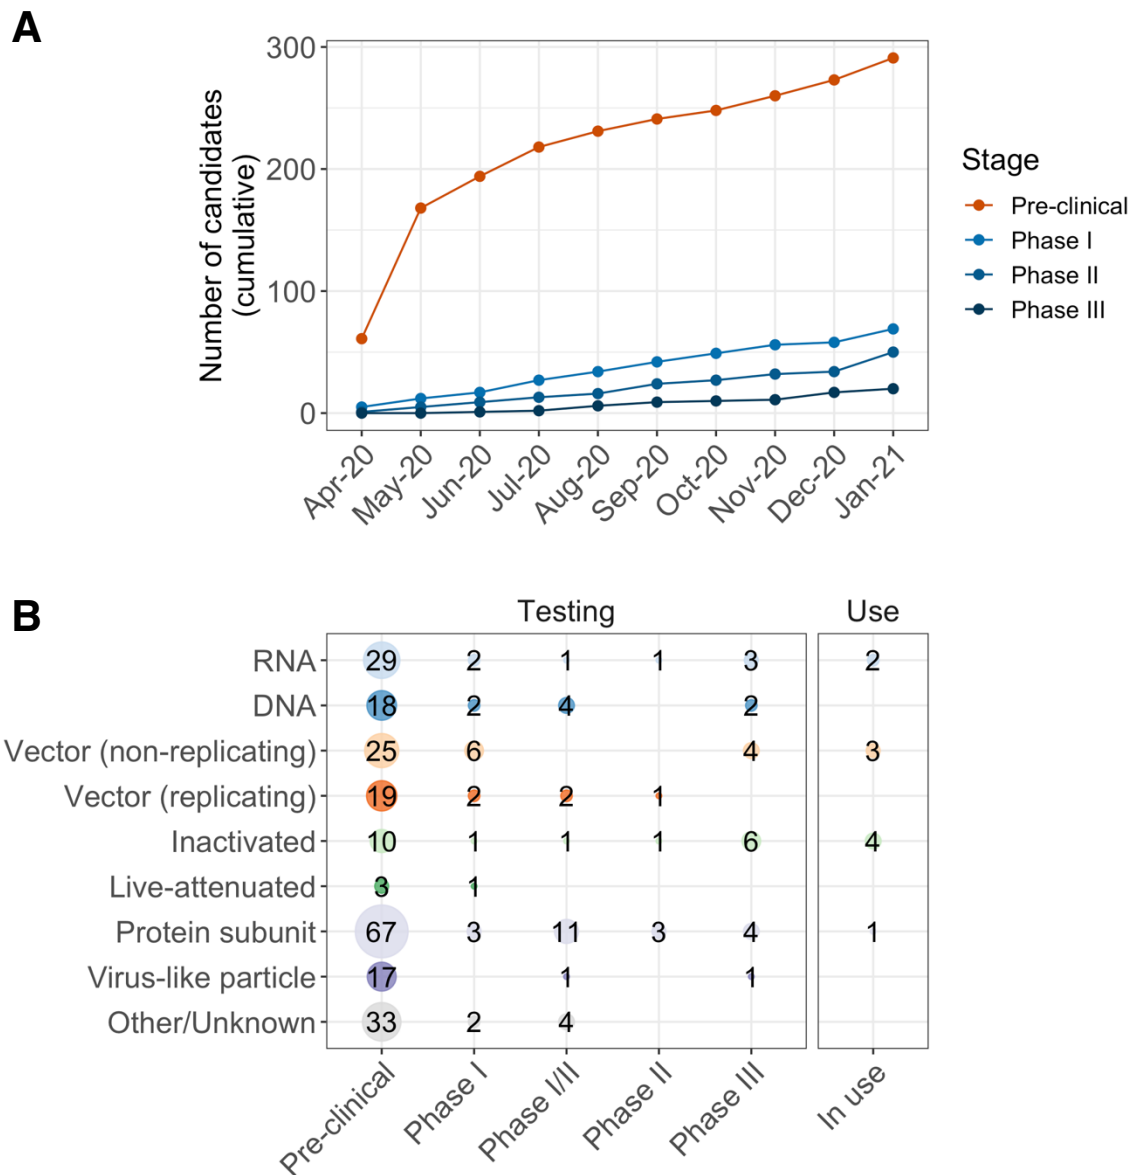 A
Number of candidates
(cumulative)
300
200
100
0
Apr-20 May-20 Jun-20 Jul-20 Aug-20 Sep-20 Oct-20 Nov-20 Dec-20 Jan-21
Stage
Pre-clinical
Phase I
Phase II
Phase III
B
Testing Use
RNA 29 2 1 1 3 2
DNA 18 2 4 2
Vector (non-replicating) 25 6 4 3
Vector (replicating) 19 2 2 1
Inactivated 10 1 1 1 6 4
Live-attenuated 3 1
Protein subunit 67 3 11 3 4 1
Virus-like particle 17 1 1
Other/Unknown 33 2 4
Pre-clinical Phase I Phase I/II Phase II Phase III In use